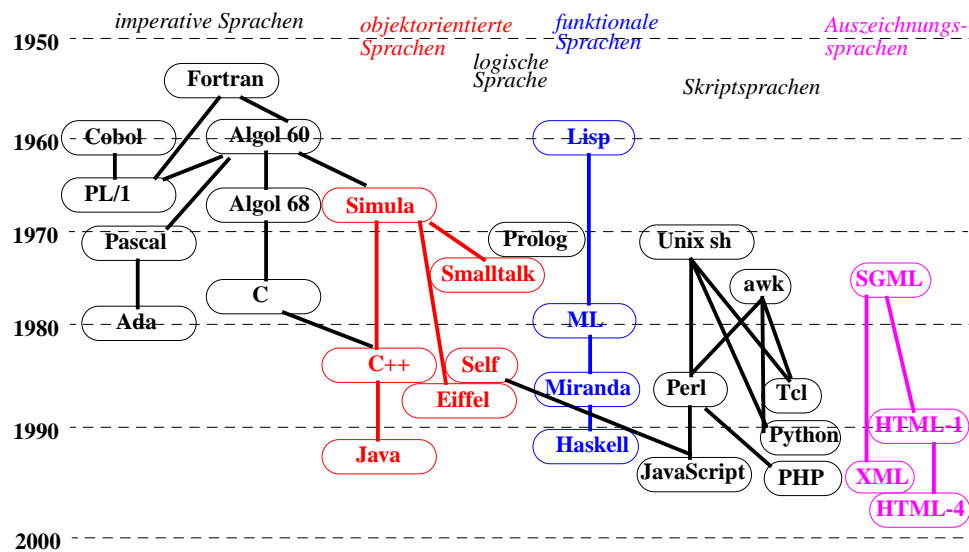 imperative Sprachen
objektorientierte
Sprachen
funktionale
Sprachen
Auszeichnungs-
sprachen
logische
Sprache
Skriptsprachen
1950
Fortran
1960
Cobol
Algol 60
Lisp
PL/1
Algol 68
Simula
1970
Pascal
Prolog
Unix sh
Smalltalk
awk
SGML
C
Ada
ML
1980
C++
Self
Eiffel
Miranda
Perl
Tcl
1990
HTML-1
Java
Haskell
Python
JavaScript
PHP
XML
HTML-4
2000